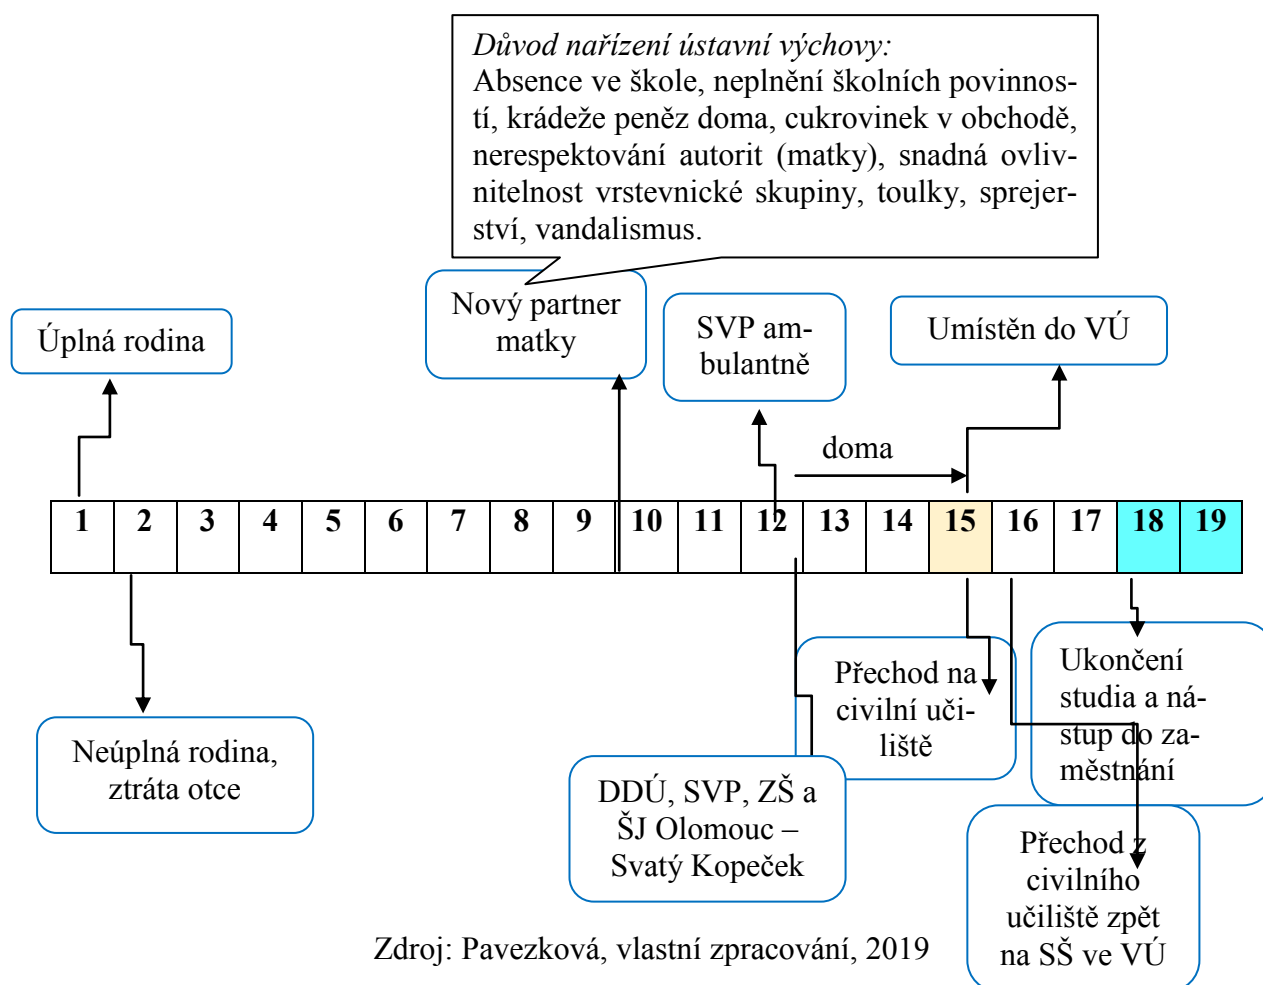 Důvod nařízení ústavní výchovy:
Absence ve škole, neplnění školních povinnos-
tí, krádeže peněz doma, cukrovinek v obchodě,
nerespektování autorit (matky), snadná ovliv-
nitelnost vrstevnické skupiny, toulky, sprejer-
ství, vandalismus.
Úplná rodina
Nový partner
matky
SVP am-
bulantně
Umístěn do VÚ
doma
1 2 3 4 5 6 7 8 9 10 11 12 13 14 15 16 17 18 19
Neúplná rodina,
ztráta otce
DDÚ, SVP, ZŠ a
ŠJ Olomouc –
Svatý Kopeček
Přechod na
civilní uči-
liště
Ukončení
studia a ná-
stup do za-
městnání
Přechod z
civilního
učiliště zpět
na SŠ ve VÚ
Zdroj: Pavezková, vlastní zpracování, 2019